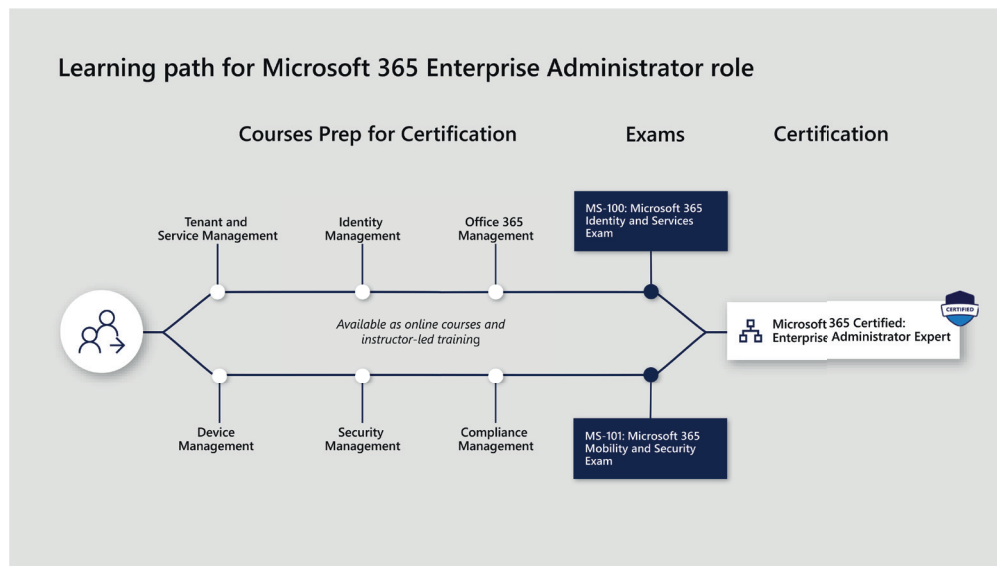 Learning path for Microsoft 365 Enterprise Administrator role
Courses Prep for Certification
Exams
Certification
Tenant and
Service Management
Identity
Management
Office 365
Management
MS-100: Microsoft 365
Identity and Services
Exam
Available as online courses and
instructor-led training
CERTIFIED
Microsoft 365 Certified:
Enterprise Administrator Expert
Device
Management
Security
Management
Compliance
Management
MS-101: Microsoft 365
Mobility and Security
Exam